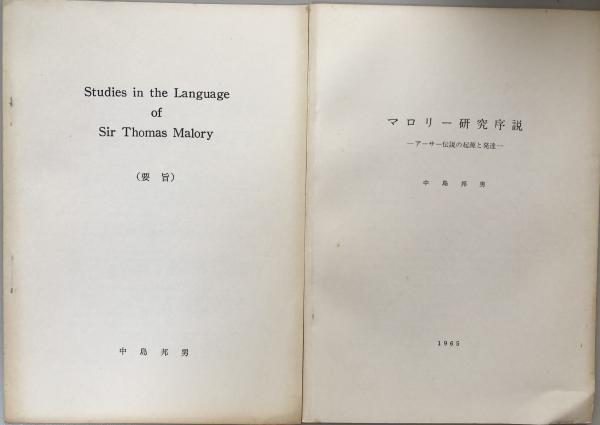 Studies in the Language
of
Sir Thomas Malory
(要 旨)
中 島 邦 男
マ ロ リ ー 研 究 序 説
―アーサー伝説の起源と発達―
中 島 邦 男
1965